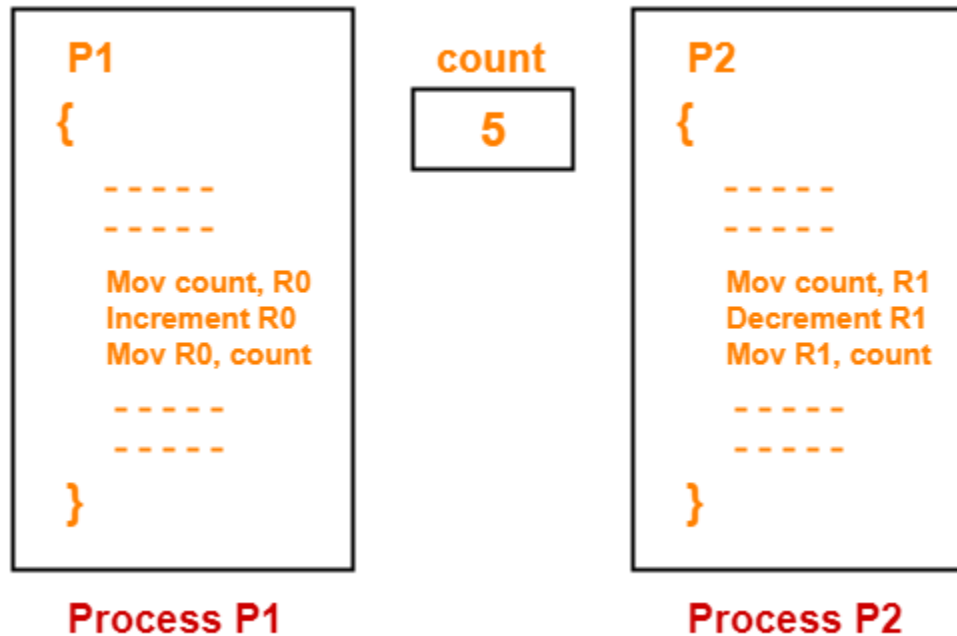 P1
{
- - - - -
- - - - -
Mov count, R0
Increment R0
Mov R0, count
- - - - -
- - - - -
}
Process P1
count
5
P2
{
- - - - -
- - - - -
Mov count, R1
Decrement R1
Mov R1, count
- - - - -
- - - - -
}
Process P2